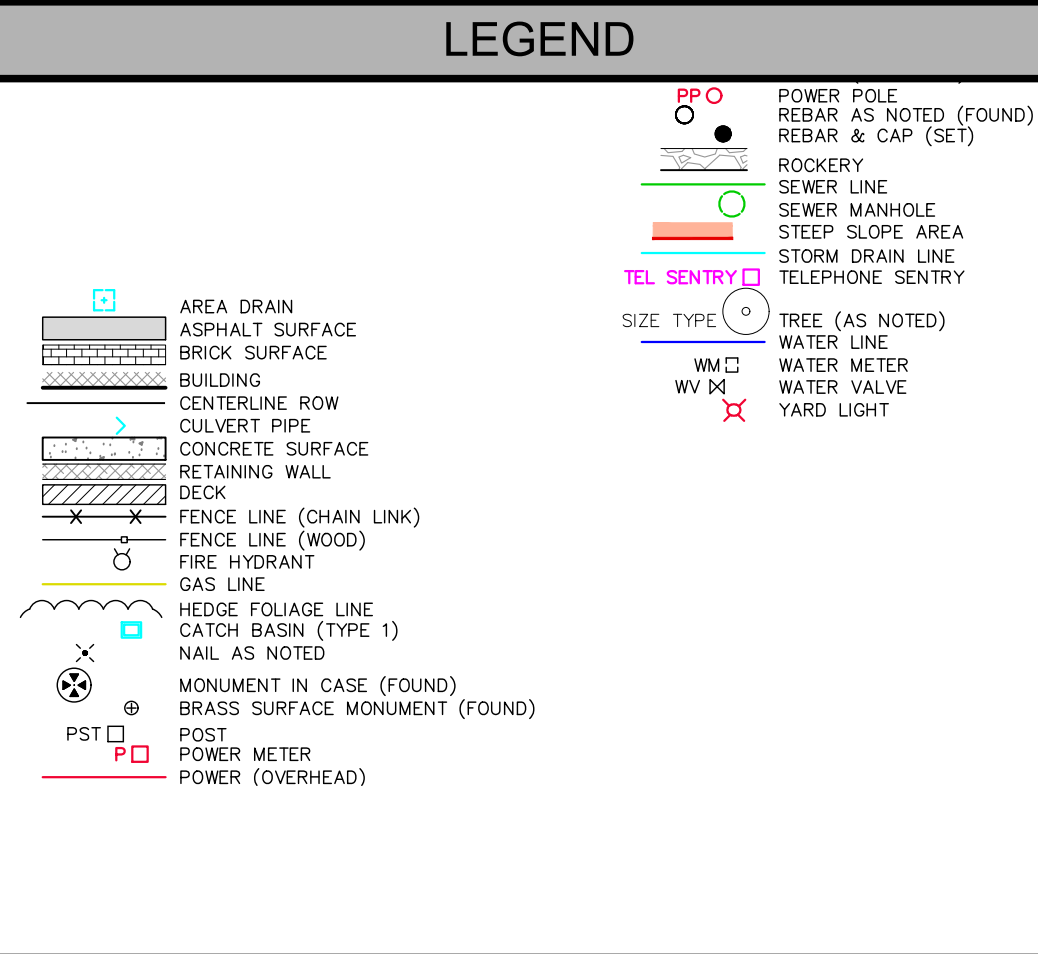 LEGEND
AREA DRAIN
ASPHALT SURFACE
BRICK SURFACE
BUILDING
CENTERLINE ROW
CULVERT PIPE
CONCRETE SURFACE
RETAINING WALL
DECK
FENCE LINE (CHAIN LINK)
FENCE LINE (WOOD)
FIRE HYDRANT
GAS LINE
HEDGE FOLIAGE LINE
CATCH BASIN (TYPE 1)
NAIL AS NOTED
MONUMENT IN CASE (FOUND)
BRASS SURFACE MONUMENT (FOUND)
PST POST
P POWER METER
POWER (OVERHEAD)
PP POWER POLE
REBAR AS NOTED (FOUND)
REBAR & CAP (SET)
ROCKERY
SEWER LINE
SEWER MANHOLE
STEEP SLOPE AREA
STORM DRAIN LINE
TEL SENTRY TELEPHONE SENTRY
SIZE TYPE TREE (AS NOTED)
WATER LINE
WM WATER METER
WV WATER VALVE
YARD LIGHT